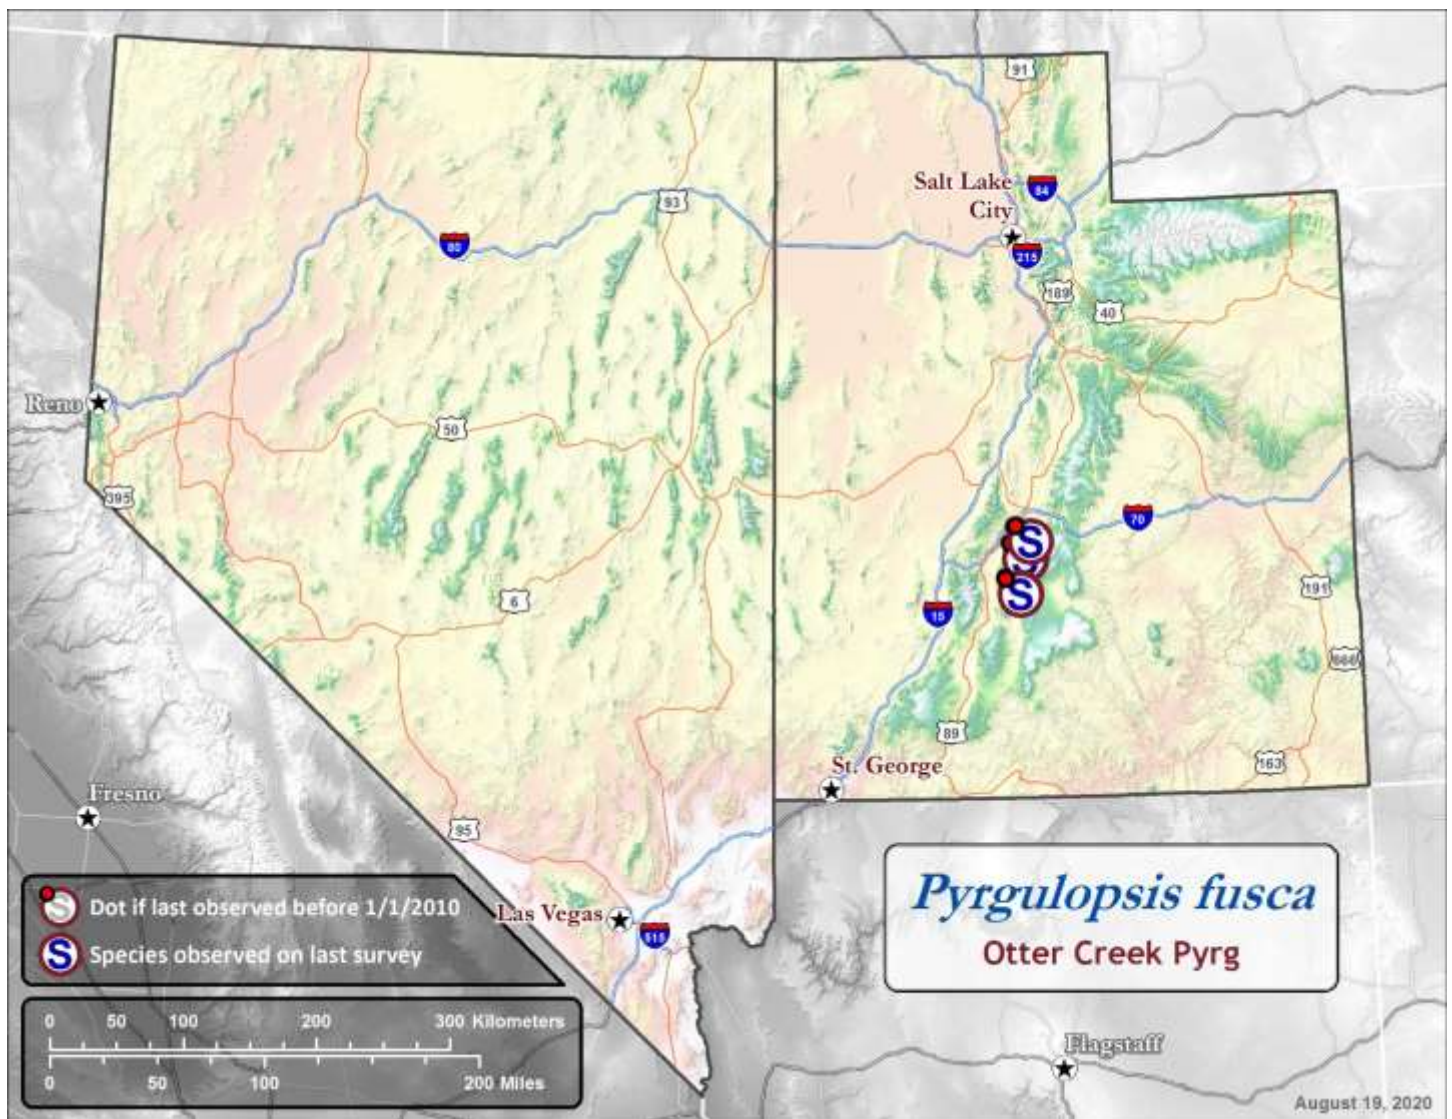 91
Salt Lake
City
84
93
80
215
189
40
Reno
50
395
70
S
S
S
6
15
191
666
89
163
St. George
Fresno
95
Las Vegas
515
Dot if last observed before 1/1/2010
S
Species observed on last survey
S
Pyrgulopsis fusca
Otter Creek Pyrg
0 50 100 200 300 Kilometers
0 50 100 200 Miles
Flagstaff
August 19, 2020